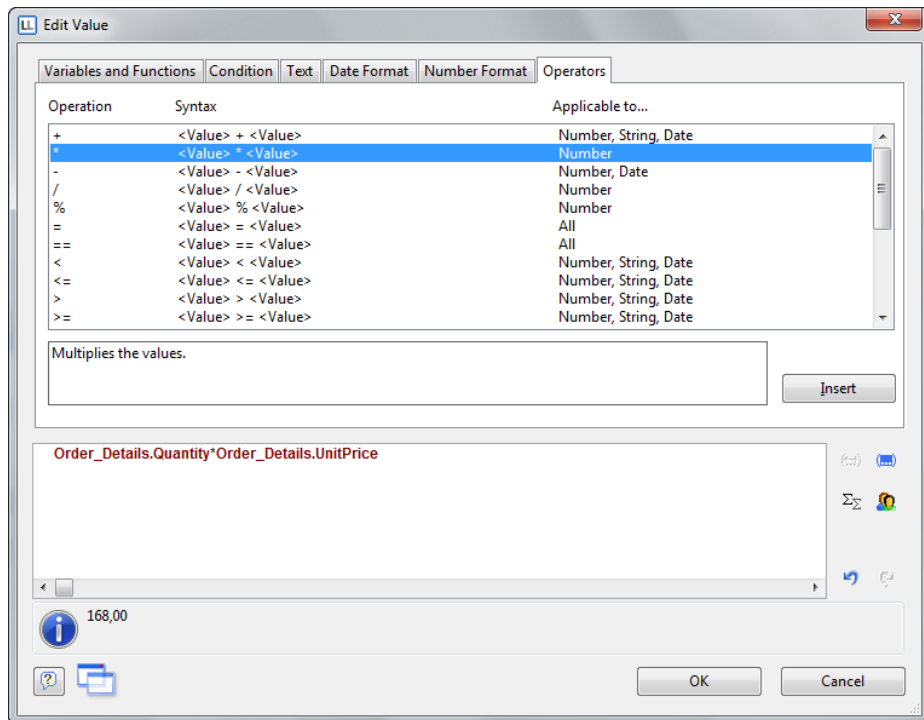 LL Edit Value
Variables and Functions Condition Text Date Format Number Format Operators
Operation Syntax Applicable to...
+ <Value> + <Value> Number, String, Date
* <Value> * <Value> Number
- <Value> - <Value> Number, Date
/ <Value> / <Value> Number
% <Value> % <Value> Number
= <Value> = <Value> All
== <Value> == <Value> All
< <Value> < <Value> Number, String, Date
<= <Value> <= <Value> Number, String, Date
> <Value> > <Value> Number, String, Date
>= <Value> >= <Value> Number, String, Date
Multiplies the values.
Insert
Order_Details.Quantity*Order_Details.UnitPrice
ΣΣ
168,00
OK Cancel